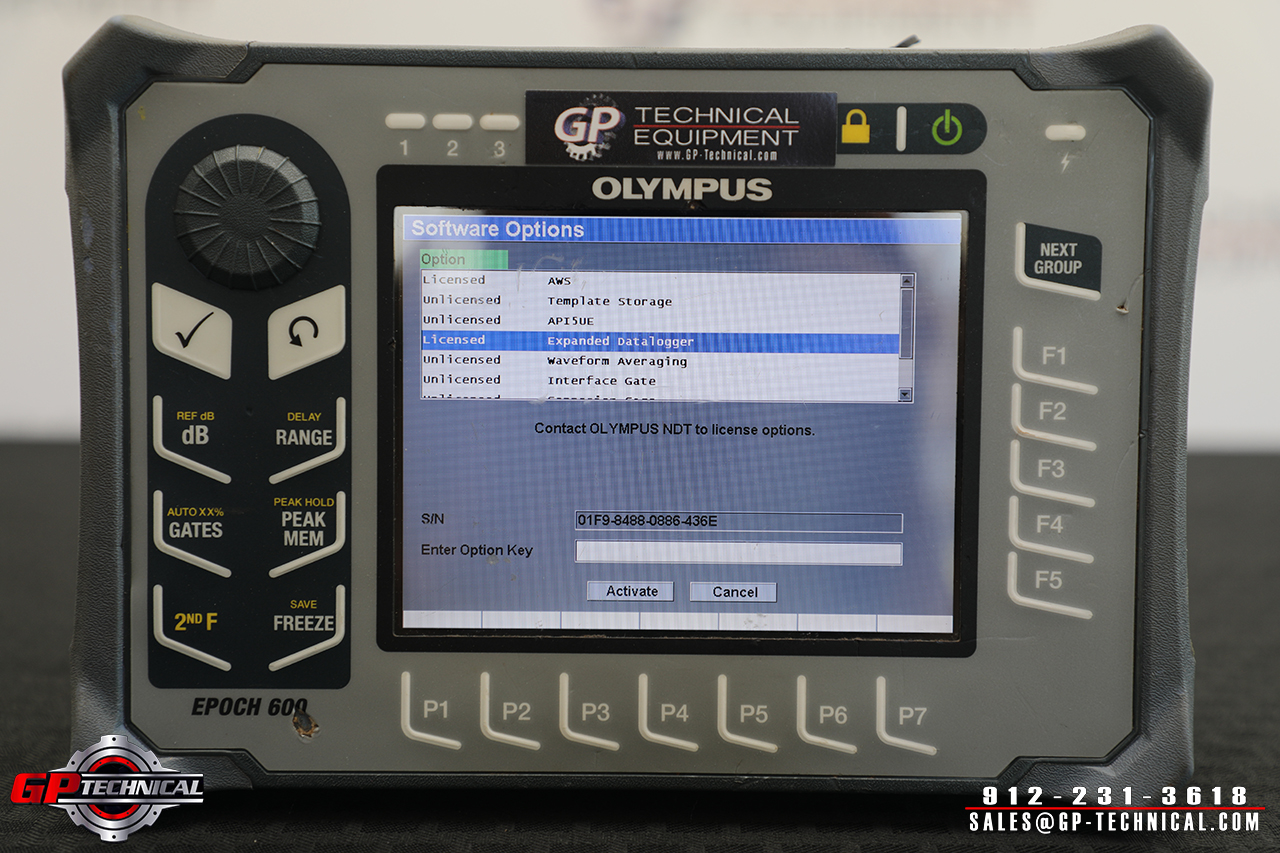 1
2
3
GP TECHNICAL
EQUIPMENT
www.GP-Technical.com
OLYMPUS
Software Options
Option
Licensed AWS
Unlicensed Template Storage
Unlicensed API5UE
Licensed Expanded Datalogger
Unlicensed Waveform Averaging
Unlicensed Interface Gate
Contact OLYMPUS NDT to license options.
S/N 01F9-8488-0886-436E
Enter Option Key
Activate Cancel
NEXT
GROUP
F1
F2
F3
F4
F5
REF dB
dB
DELAY
RANGE
AUTO XX%
GATES
PEAK HOLD
PEAK
MEM
2ND F
SAVE
FREEZE
EPOCH 600
P1 P2 P3 P4 P5 P6 P7
GP TECHNICAL
912-231-3618
SALES@GP-TECHNICAL.COM